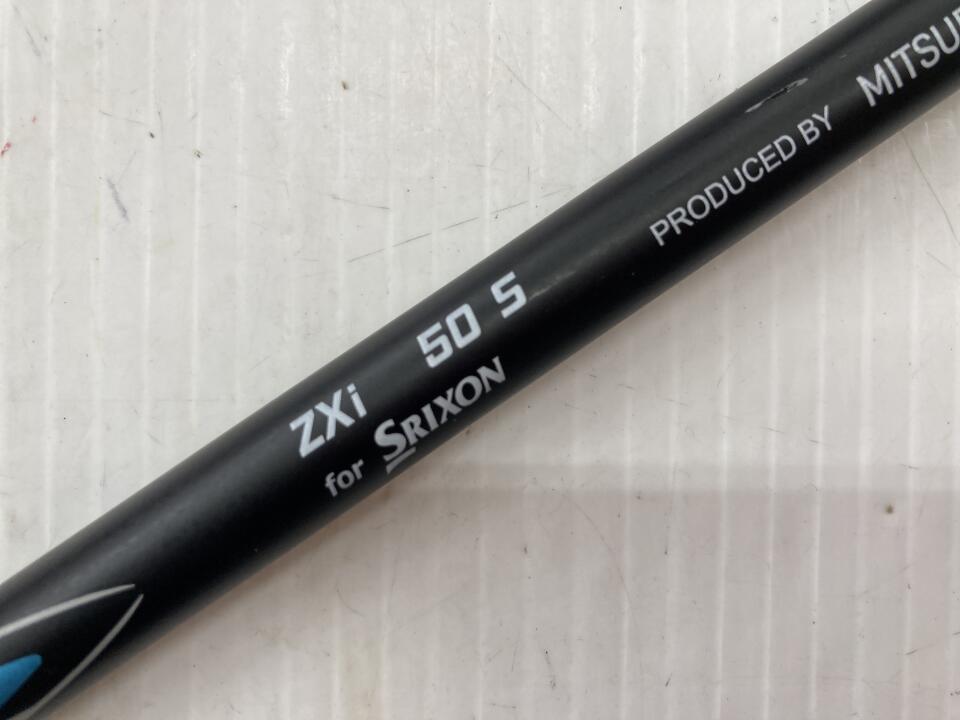 ZXi 50 S
for SRIXON
PRODUCED BY